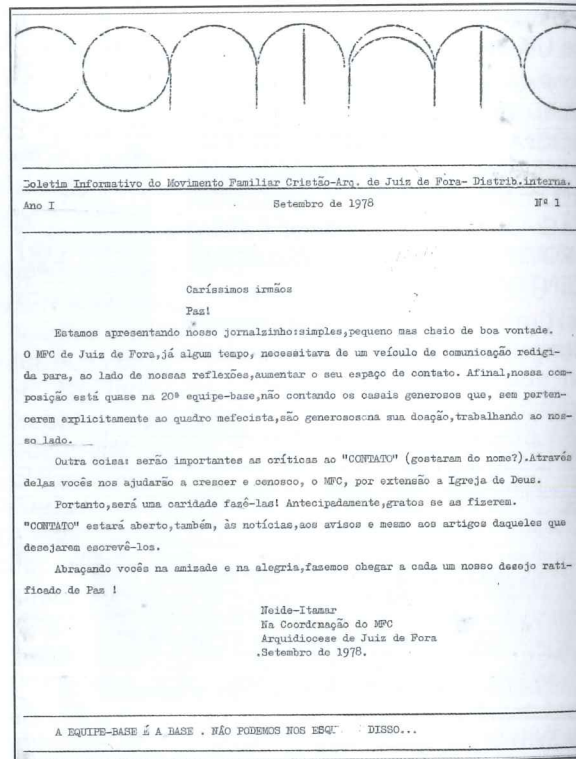 CONTATO
Boletim Informativo do Movimento Familiar Cristão-Arq. de Juiz de Fora- Distrib.interna.
Ano I Setembro de 1978 Nº 1
Caríssimos irmãos
Paz!
Estamos apresentando nosso jornalzinho:simples,pequeno mas cheio de boa vontade.
O MFC de Juiz de Fora,já algum tempo, necessitava de um veículo de comunicação redigi-
da para, ao lado de nossas reflexões,aumentar o seu espaço de contato. Afinal,nossa com-
posição está quase na 20ª equipe-base,não contando os casais generosos que, sem perten-
cerem explicitamente ao quadro mefecista,são generososna sua doação,trabalhando ao nos-
so lado.
Outra coisa: serão importantes as críticas ao "CONTATO" (gostaram do nome?).Através
delas vocês nos ajudarão a crescer e conosco, o MFC, por extensão a Igreja de Deus.
Portanto,será uma caridade fazê-las! Antecipadamente,gratos se as fizerem.
"CONTATO" estará aberto,também, às notícias,aos avisos e mesmo aos artigos daqueles que
desejarem escrevê-los.
Abraçando vocês na amizade e na alegria,fazemos chegar a cada um nosso desejo rati-
ficado de Paz !
Neide-Itamar
Na Coordenação do MFC
Arquidiocese de Juiz de Fora
.Setembro de 1978.
A EQUIPE-BASE É A BASE . NÃO PODEMOS NOS DISSO...